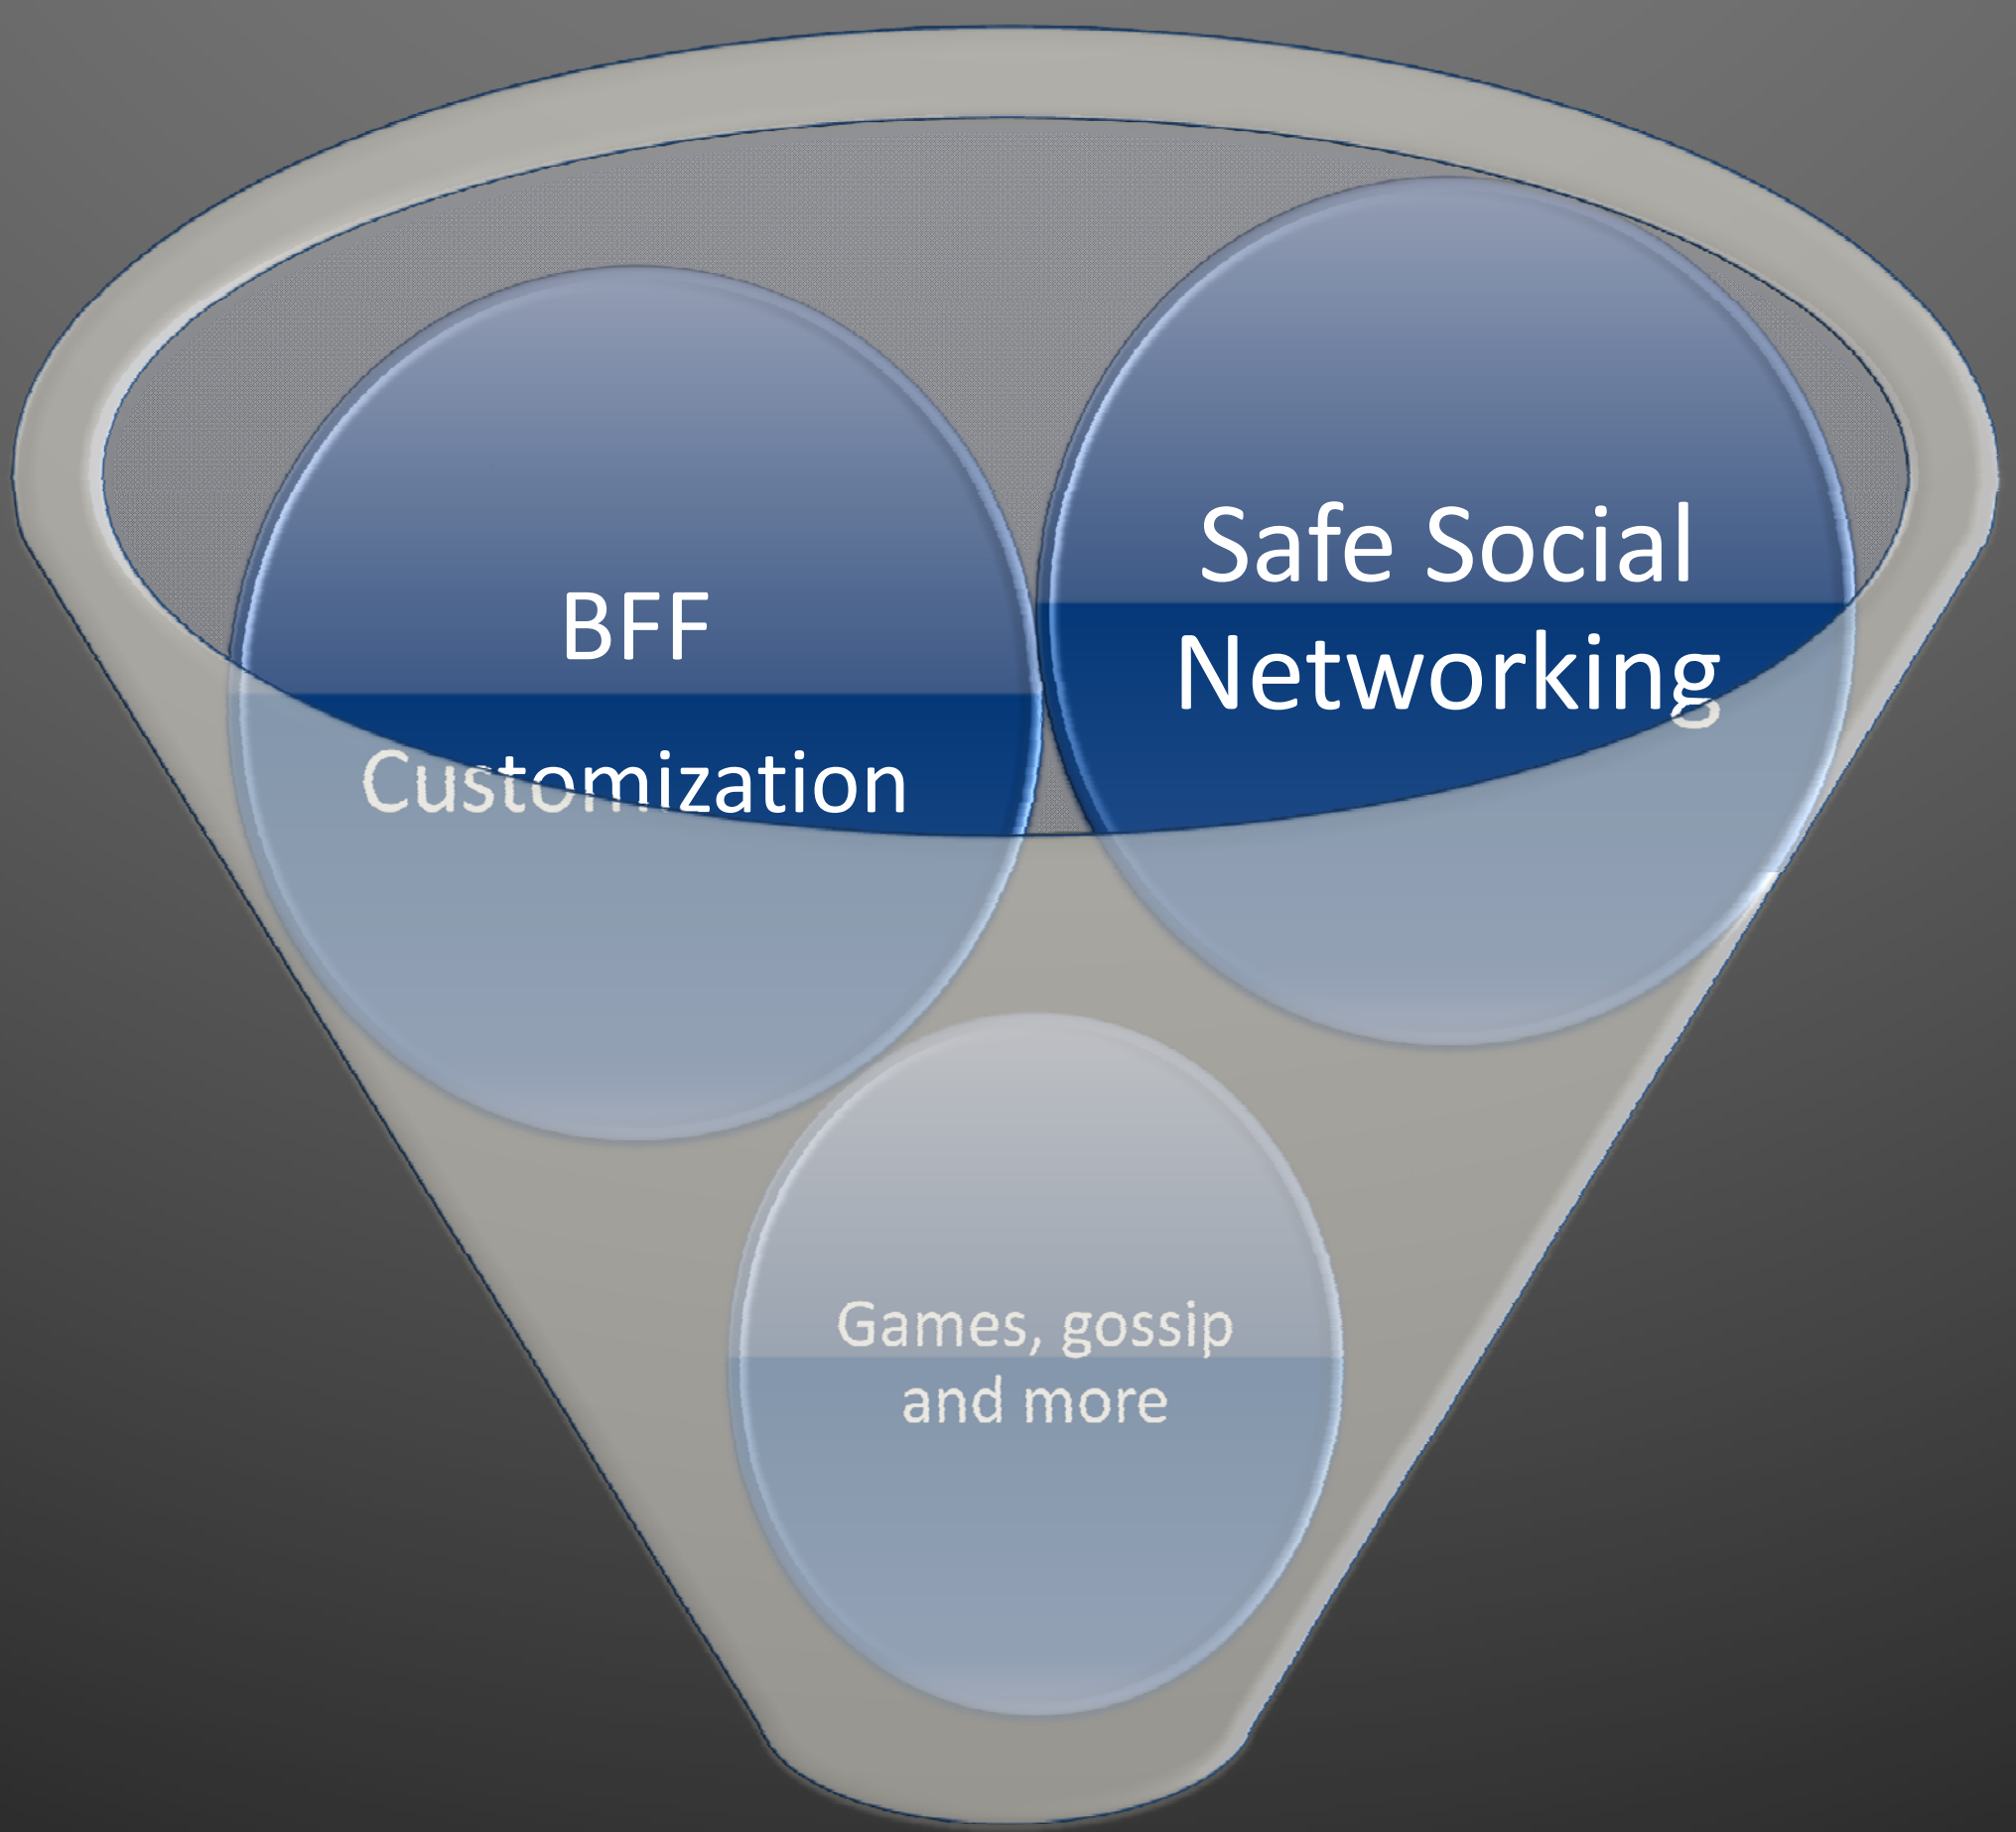 BFF
Customization
Safe Social
Networking
Games, gossip
and more